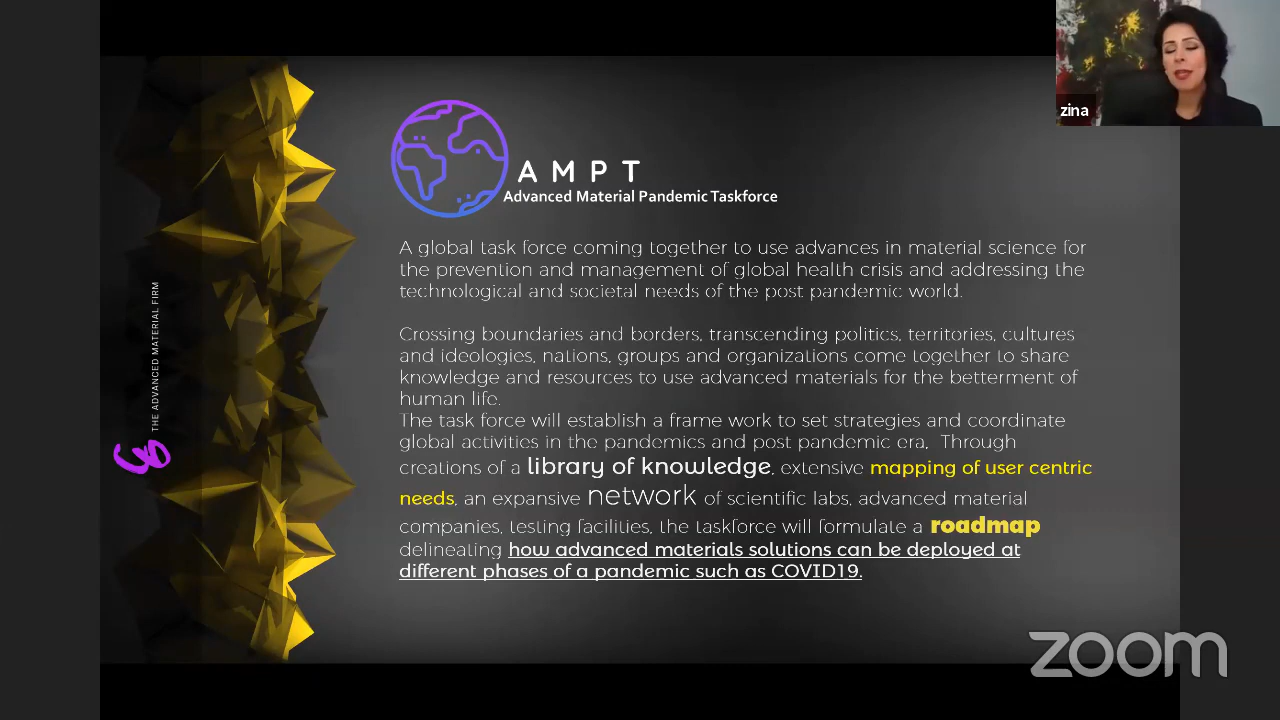 zina
A M P T
Advanced Material Pandemic Taskforce
A global task force coming together to use advances in material science for
the prevention and management of global health crisis and addressing the
technological and societal needs of the post pandemic world.
Crossing boundaries and borders, transcending politics, territories, cultures
and ideologies, nations, groups and organizations come together to share
knowledge and resources to use advanced materials for the betterment of
human life.
The task force will establish a frame work to set strategies and coordinate
global activities in the pandemics and post pandemic era, Through
creations of a library of knowledge, extensive mapping of user centric
needs, an expansive network of scientific labs, advanced material
companies, testing facilities, the taskforce will formulate a roadmap
delineating how advanced materials solutions can be deployed at
different phases of a pandemic such as COVID19.
THE ADVANCED MATERIAL FIRM
zoom